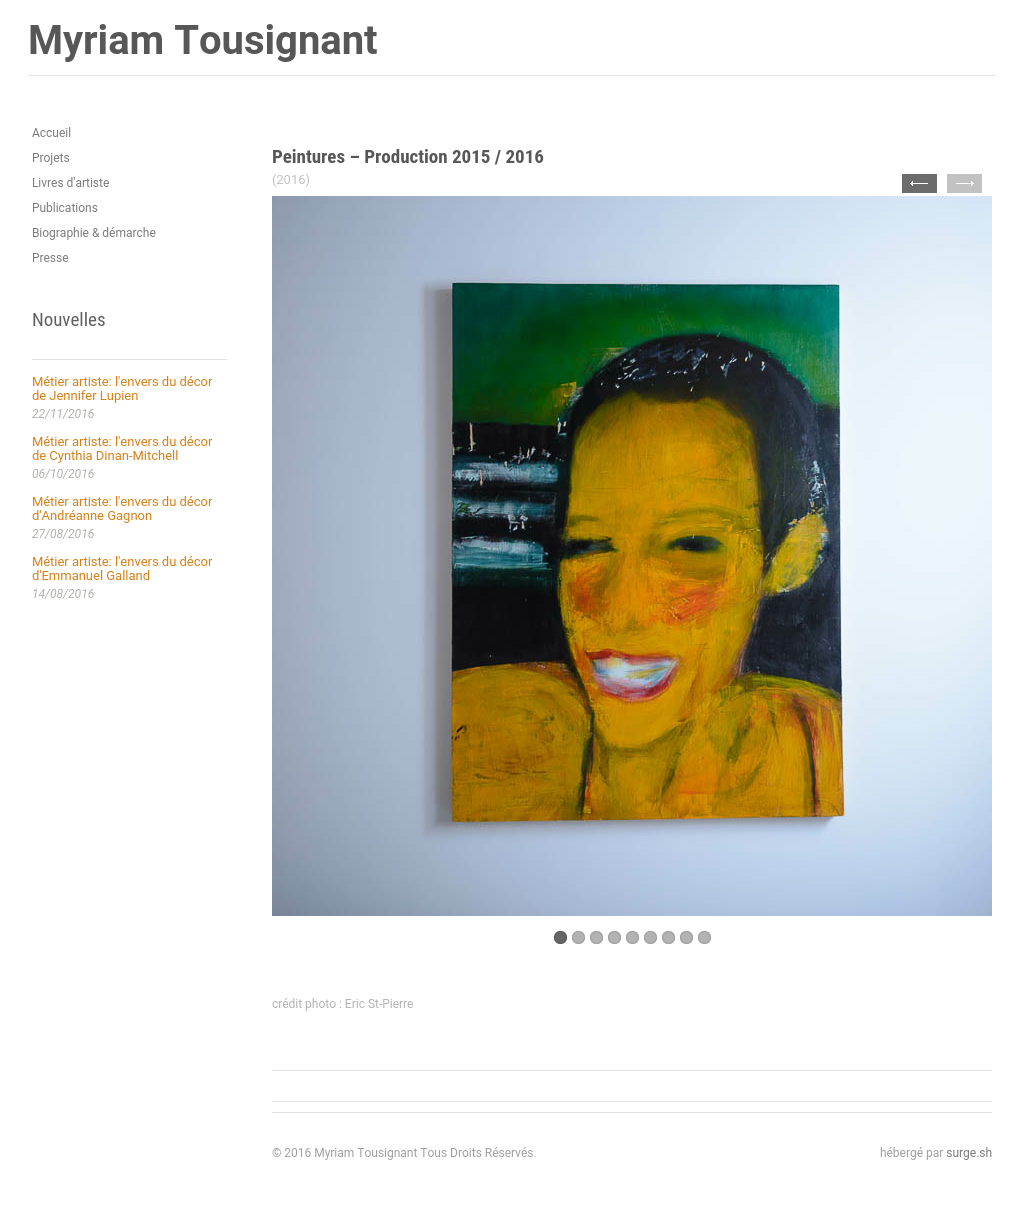 Myriam Tousignant
Accueil
Projets
Livres d'artiste
Publications
Biographie & démarche
Presse
Nouvelles
Métier artiste: l'envers du décor
de Jennifer Lupien
22/11/2016
Métier artiste: l'envers du décor
de Cynthia Dinan-Mitchell
06/10/2016
Métier artiste: l'envers du décor
d'Andréanne Gagnon
27/08/2016
Métier artiste: l'envers du décor
d'Emmanuel Galland
14/08/2016
Peintures – Production 2015 / 2016
(2016)
crédit photo : Eric St-Pierre
© 2016 Myriam Tousignant Tous Droits Réservés.
hébergé par surge.sh